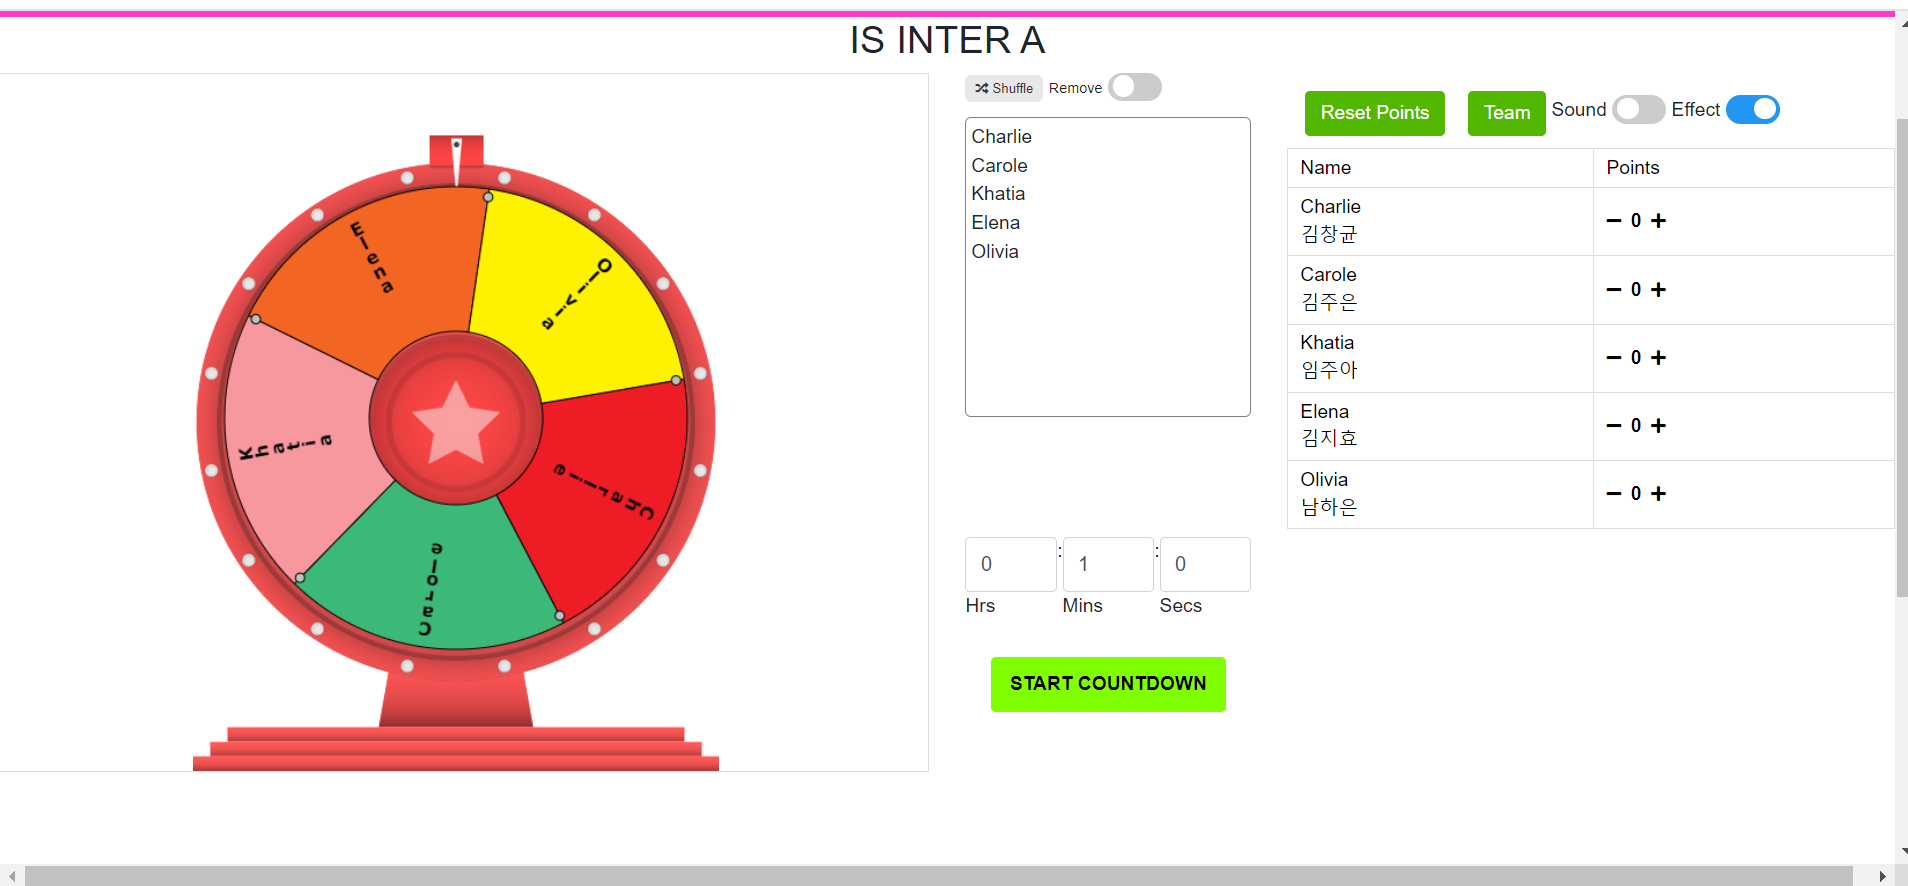 IS INTER A
Shuffle Remove
Charlie
Carole
Khatia
Elena
Olivia
Reset Points Team Sound Effect
Name Points
Charlie
김창균
0
Carole
김주은
0
Khatia
임주아
0
Elena
김지효
0
Olivia
남하은
0
Elena
Olivia
Khatia
Charlie
Carole
0 : 1 : 0
Hrs Mins Secs
START COUNTDOWN